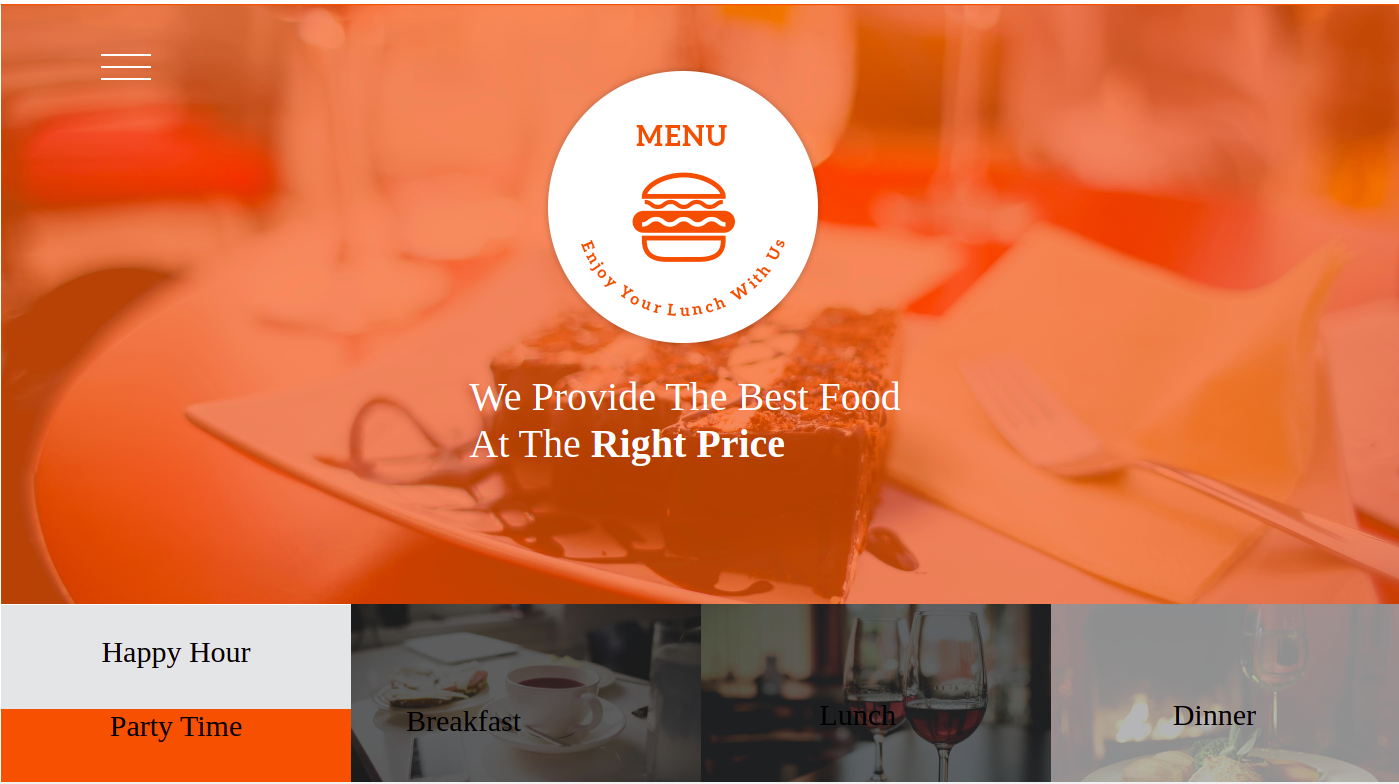 MENU
Enjoy Your Lunch With Us
We Provide The Best Food
At The Right Price
Happy Hour
Party Time
Breakfast
Lunch
Dinner